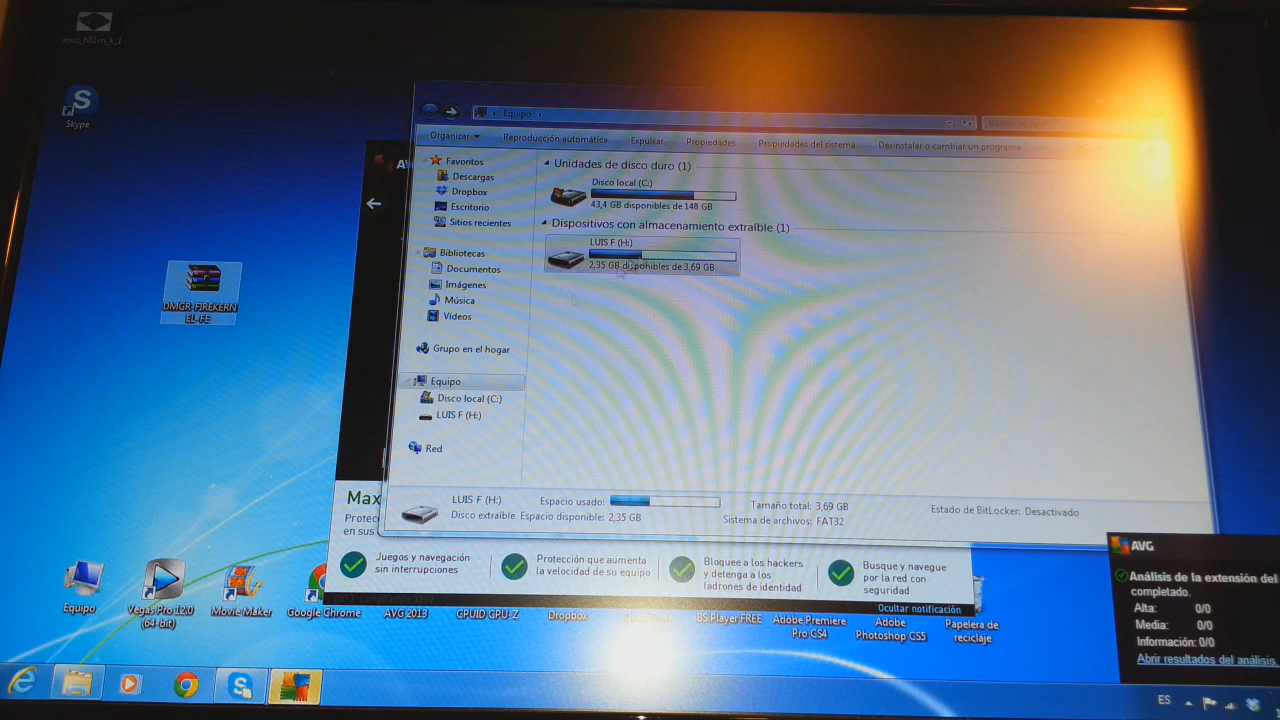 asus_h61m_k_1
Skype
DMGR-FIREKERN
EL-FE
Equipo
Organizar
Reproducción automática
Expulsar
Propiedades
Propiedades del sistema
Desinstalar o cambiar un programa
Favoritos
Descargas
Dropbox
Escritorio
Sitios recientes
Bibliotecas
Documentos
Imágenes
Música
Vídeos
Grupo en el hogar
Equipo
Disco local (C:)
LUIS F (H:)
Red
Unidades de disco duro (1)
Disco local (C:)
43,4 GB disponibles de 148 GB
Dispositivos con almacenamiento extraíble (1)
LUIS F (H:)
2,35 GB disponibles de 3,69 GB
LUIS F (H:)
Disco extraíble
Espacio usado:
Espacio disponible: 2,35 GB
Tamaño total: 3,69 GB
Sistema de archivos: FAT32
Estado de BitLocker: Desactivado
AV
Max
Protec
en sus
Juegos y navegación
sin interrupciones
Protección que aumenta
la velocidad de su equipo
Bloquee a los hackers
y detenga a los
ladrones de identidad
Busque y navegue
por la red con
seguridad
Ocultar notificación
AVG
Análisis de la extensión del
completado.
Alta: 0/0
Media: 0/0
Información: 0/0
Abrir resultados del análisis
Equipo
Vegas Pro 12.0
(64-bit)
Movie Maker
Google Chrome
AVG 2013
CPUID CPU-Z
Dropbox
BS.Player FREE
Adobe Premiere
Pro CS4
Adobe
Photoshop CS5
Papelera de
reciclaje
ES